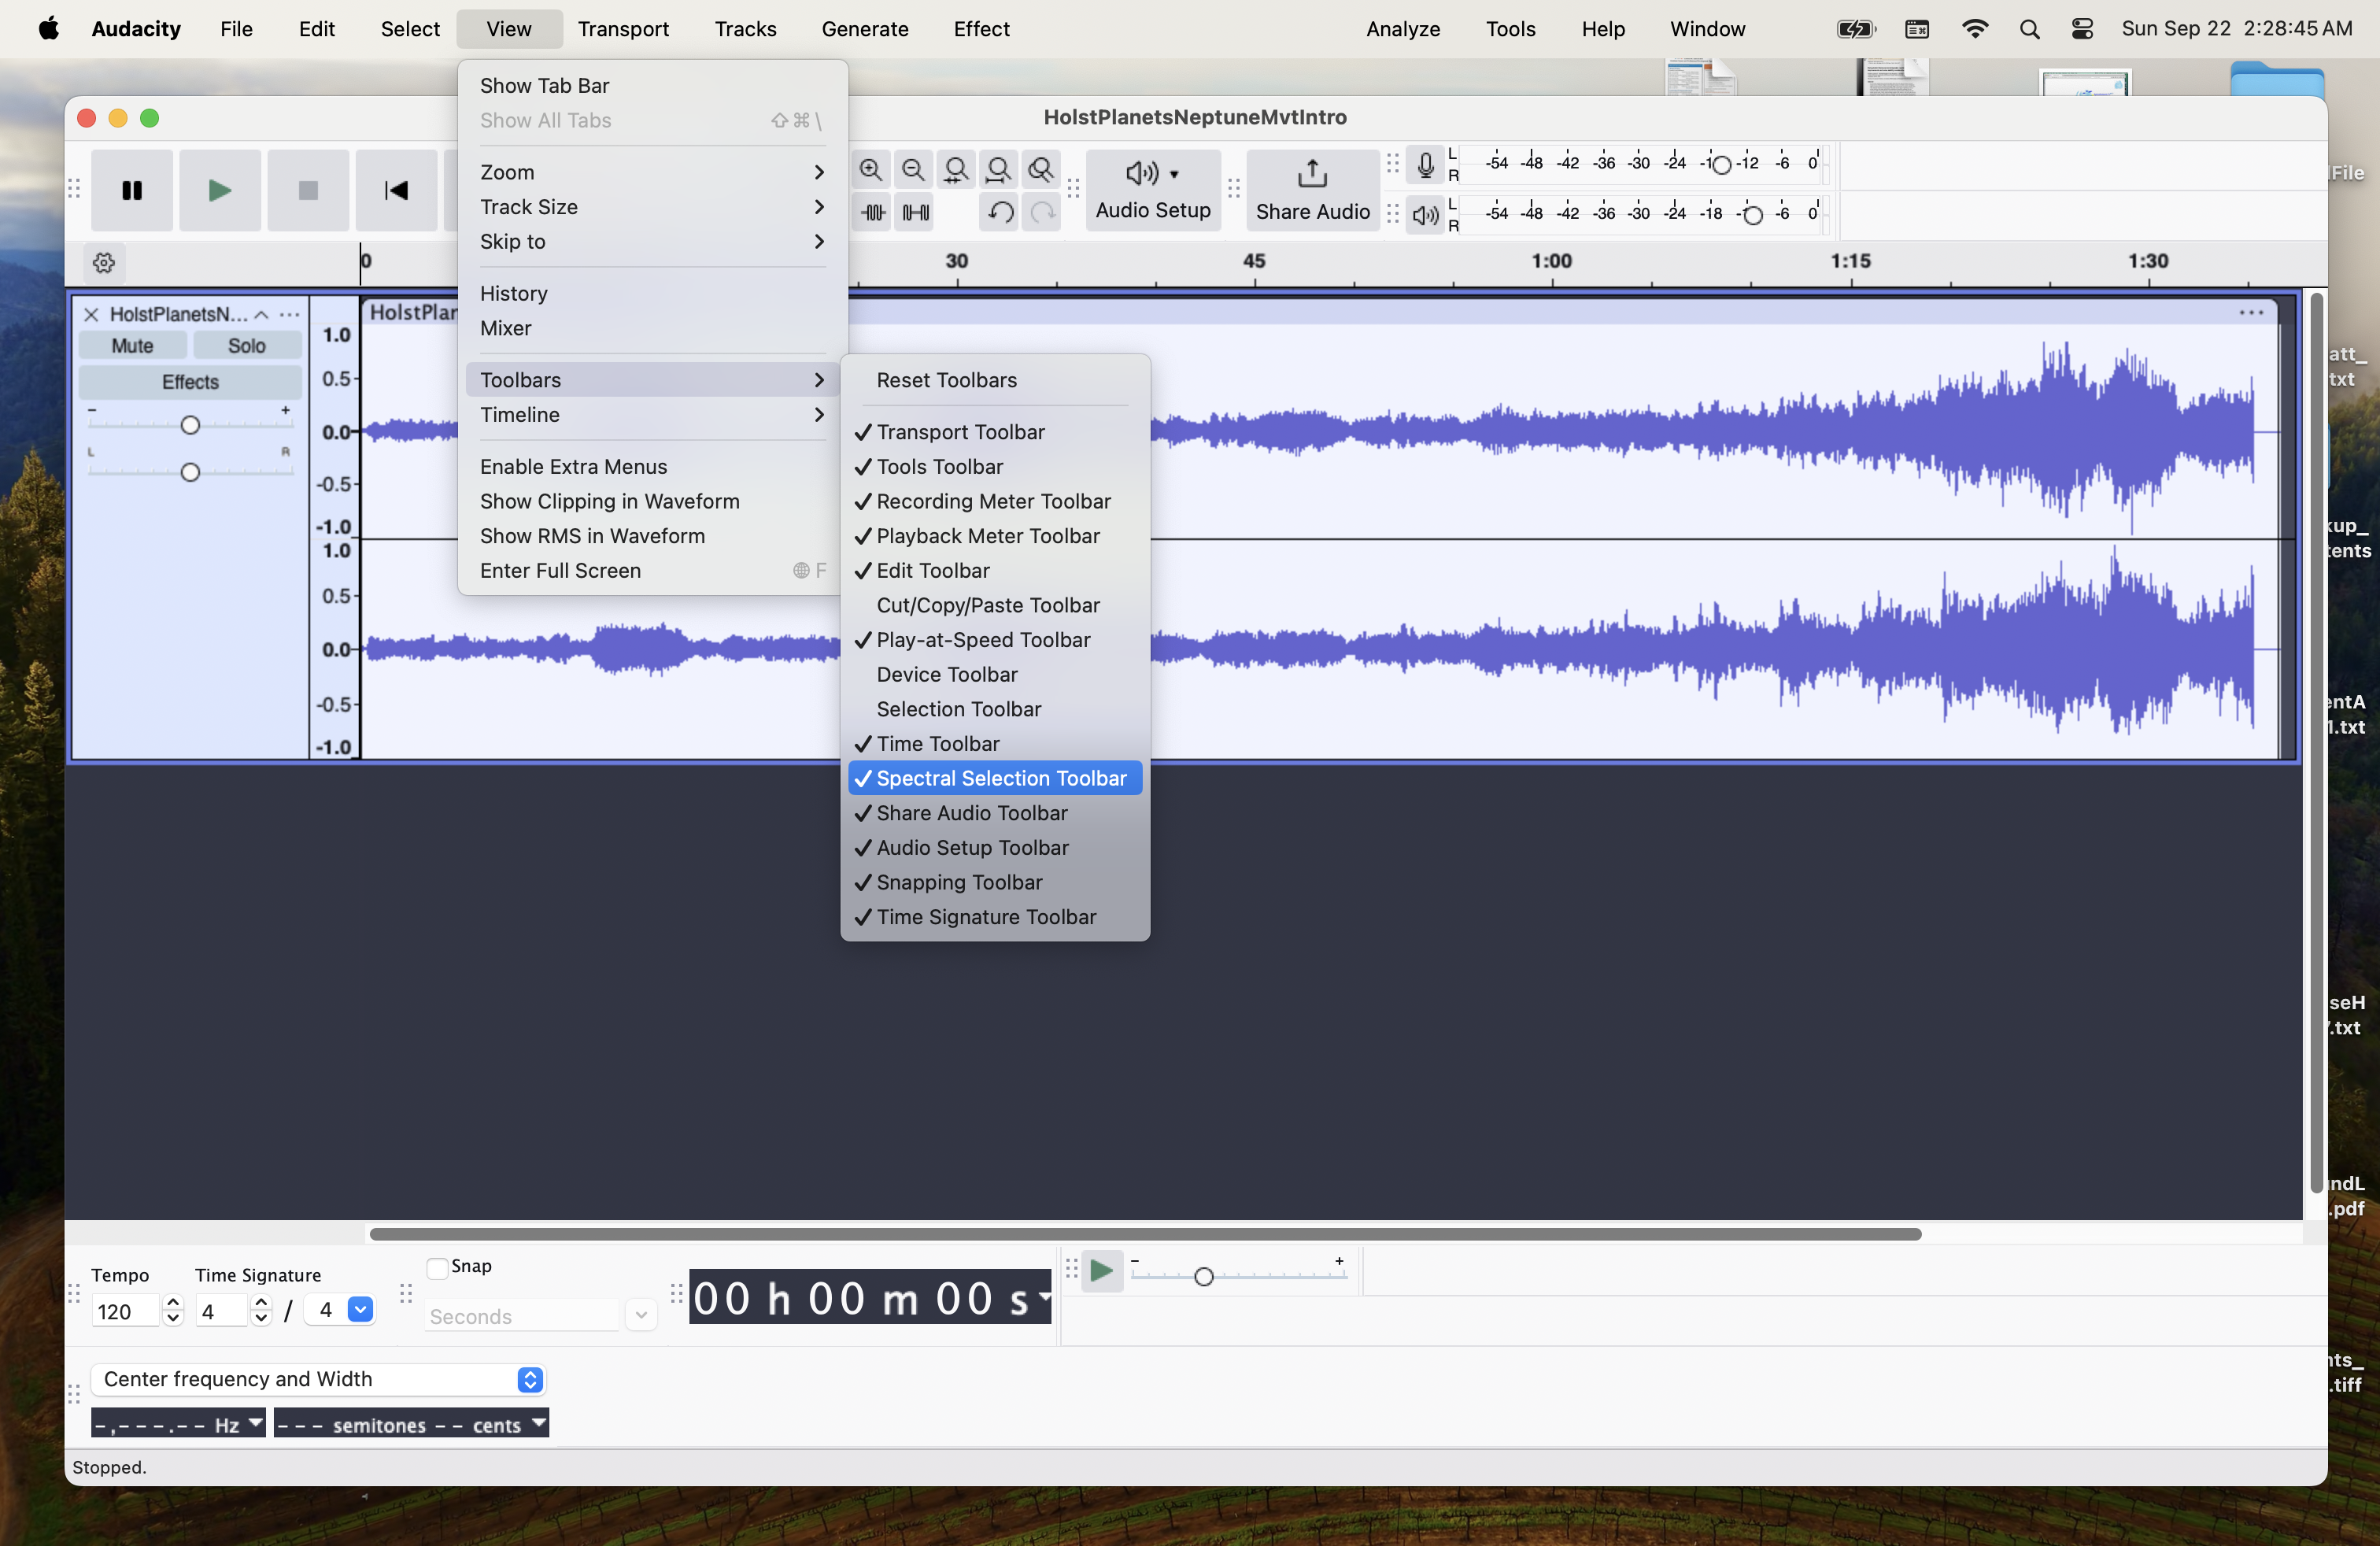 Audacity File Edit Select View Transport Tracks Generate Effect Analyze Tools Help Window Sun Sep 22 2:28:45 AM
HolstPlanetsNeptuneMvtIntro
Show Tab Bar
Show All Tabs ⇧⌘\
Zoom
Track Size
Skip to
History
Mixer
Toolbars
Timeline
Enable Extra Menus
Show Clipping in Waveform
Show RMS in Waveform
Enter Full Screen F
Reset Toolbars
✓ Transport Toolbar
✓ Tools Toolbar
✓ Recording Meter Toolbar
✓ Playback Meter Toolbar
✓ Edit Toolbar
Cut/Copy/Paste Toolbar
✓ Play-at-Speed Toolbar
Device Toolbar
Selection Toolbar
✓ Time Toolbar
✓ Spectral Selection Toolbar
✓ Share Audio Toolbar
✓ Audio Setup Toolbar
✓ Snapping Toolbar
✓ Time Signature Toolbar
Audio Setup
Share Audio
L
R
-54 -48 -42 -36 -30 -24 -12 -6 0
L
R
-54 -48 -42 -36 -30 -24 -18 -6 0
0 30 45 1:00 1:15 1:30
HolstPlanetsN...
Mute Solo
Effects
- +
L R
1.0
0.5
0.0
-0.5
-1.0
1.0
0.5
0.0
-0.5
-1.0
HolstPlan
File
att_
txt
kup_
tents
entA
1.txt
seH
.txt
ndL
.pdf
nts_
.tiff
Tempo
120
Time Signature
4 / 4
Snap
Seconds
00 h 00 m 00 s
- +
Center frequency and Width
-,---.-- Hz
--- semitones -- cents
Stopped.